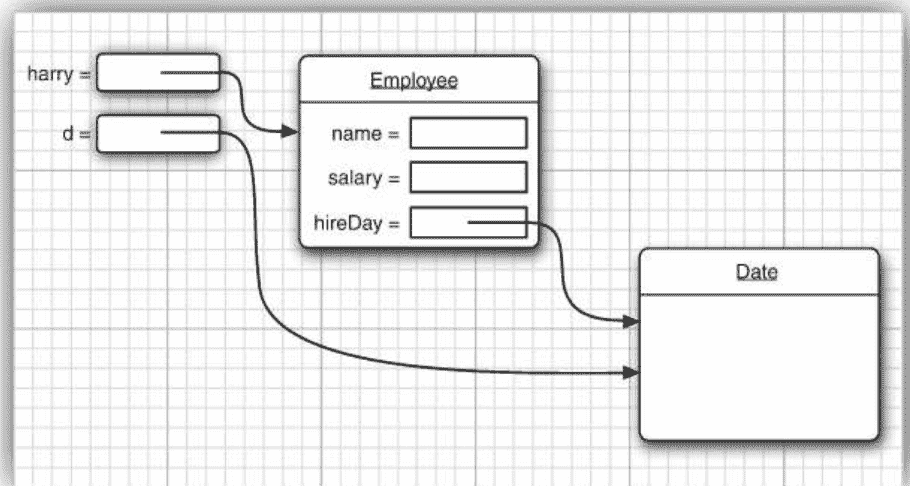 harry =
d =
Employee
name =
salary =
hireDay =
Date